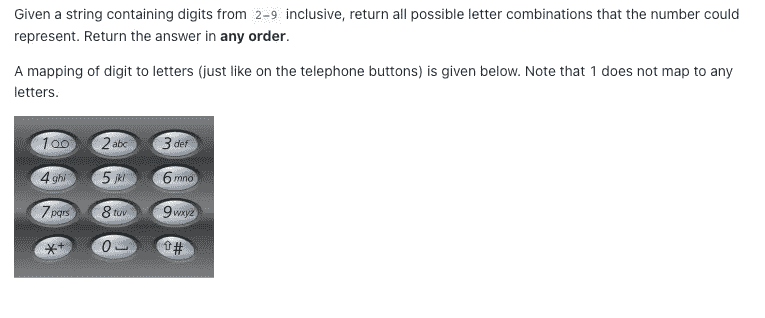 Given a string containing digits from 2-9 inclusive, return all possible letter combinations that the number could
represent. Return the answer in any order.
A mapping of digit to letters (just like on the telephone buttons) is given below. Note that 1 does not map to any
letters.
1 2 abc 3 def
4 ghi 5 jkl 6 mno
7 pqrs 8 tuv 9 wxyz
*+ 0 ⇧#